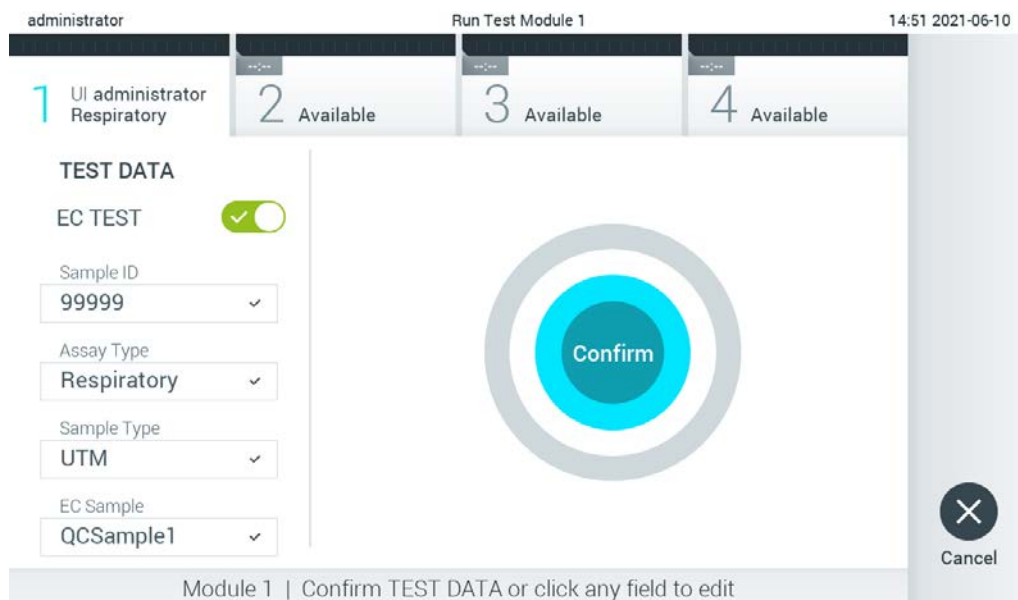 administrator
Run Test Module 1
14:51 2021-06-10
1 UI administrator
Respiratory
--:--
2 Available
--:--
3 Available
--:--
4 Available
TEST DATA
EC TEST
Sample ID
99999
Assay Type
Respiratory
Sample Type
UTM
EC Sample
QCSample1
Confirm
Cancel
Module 1 | Confirm TEST DATA or click any field to edit